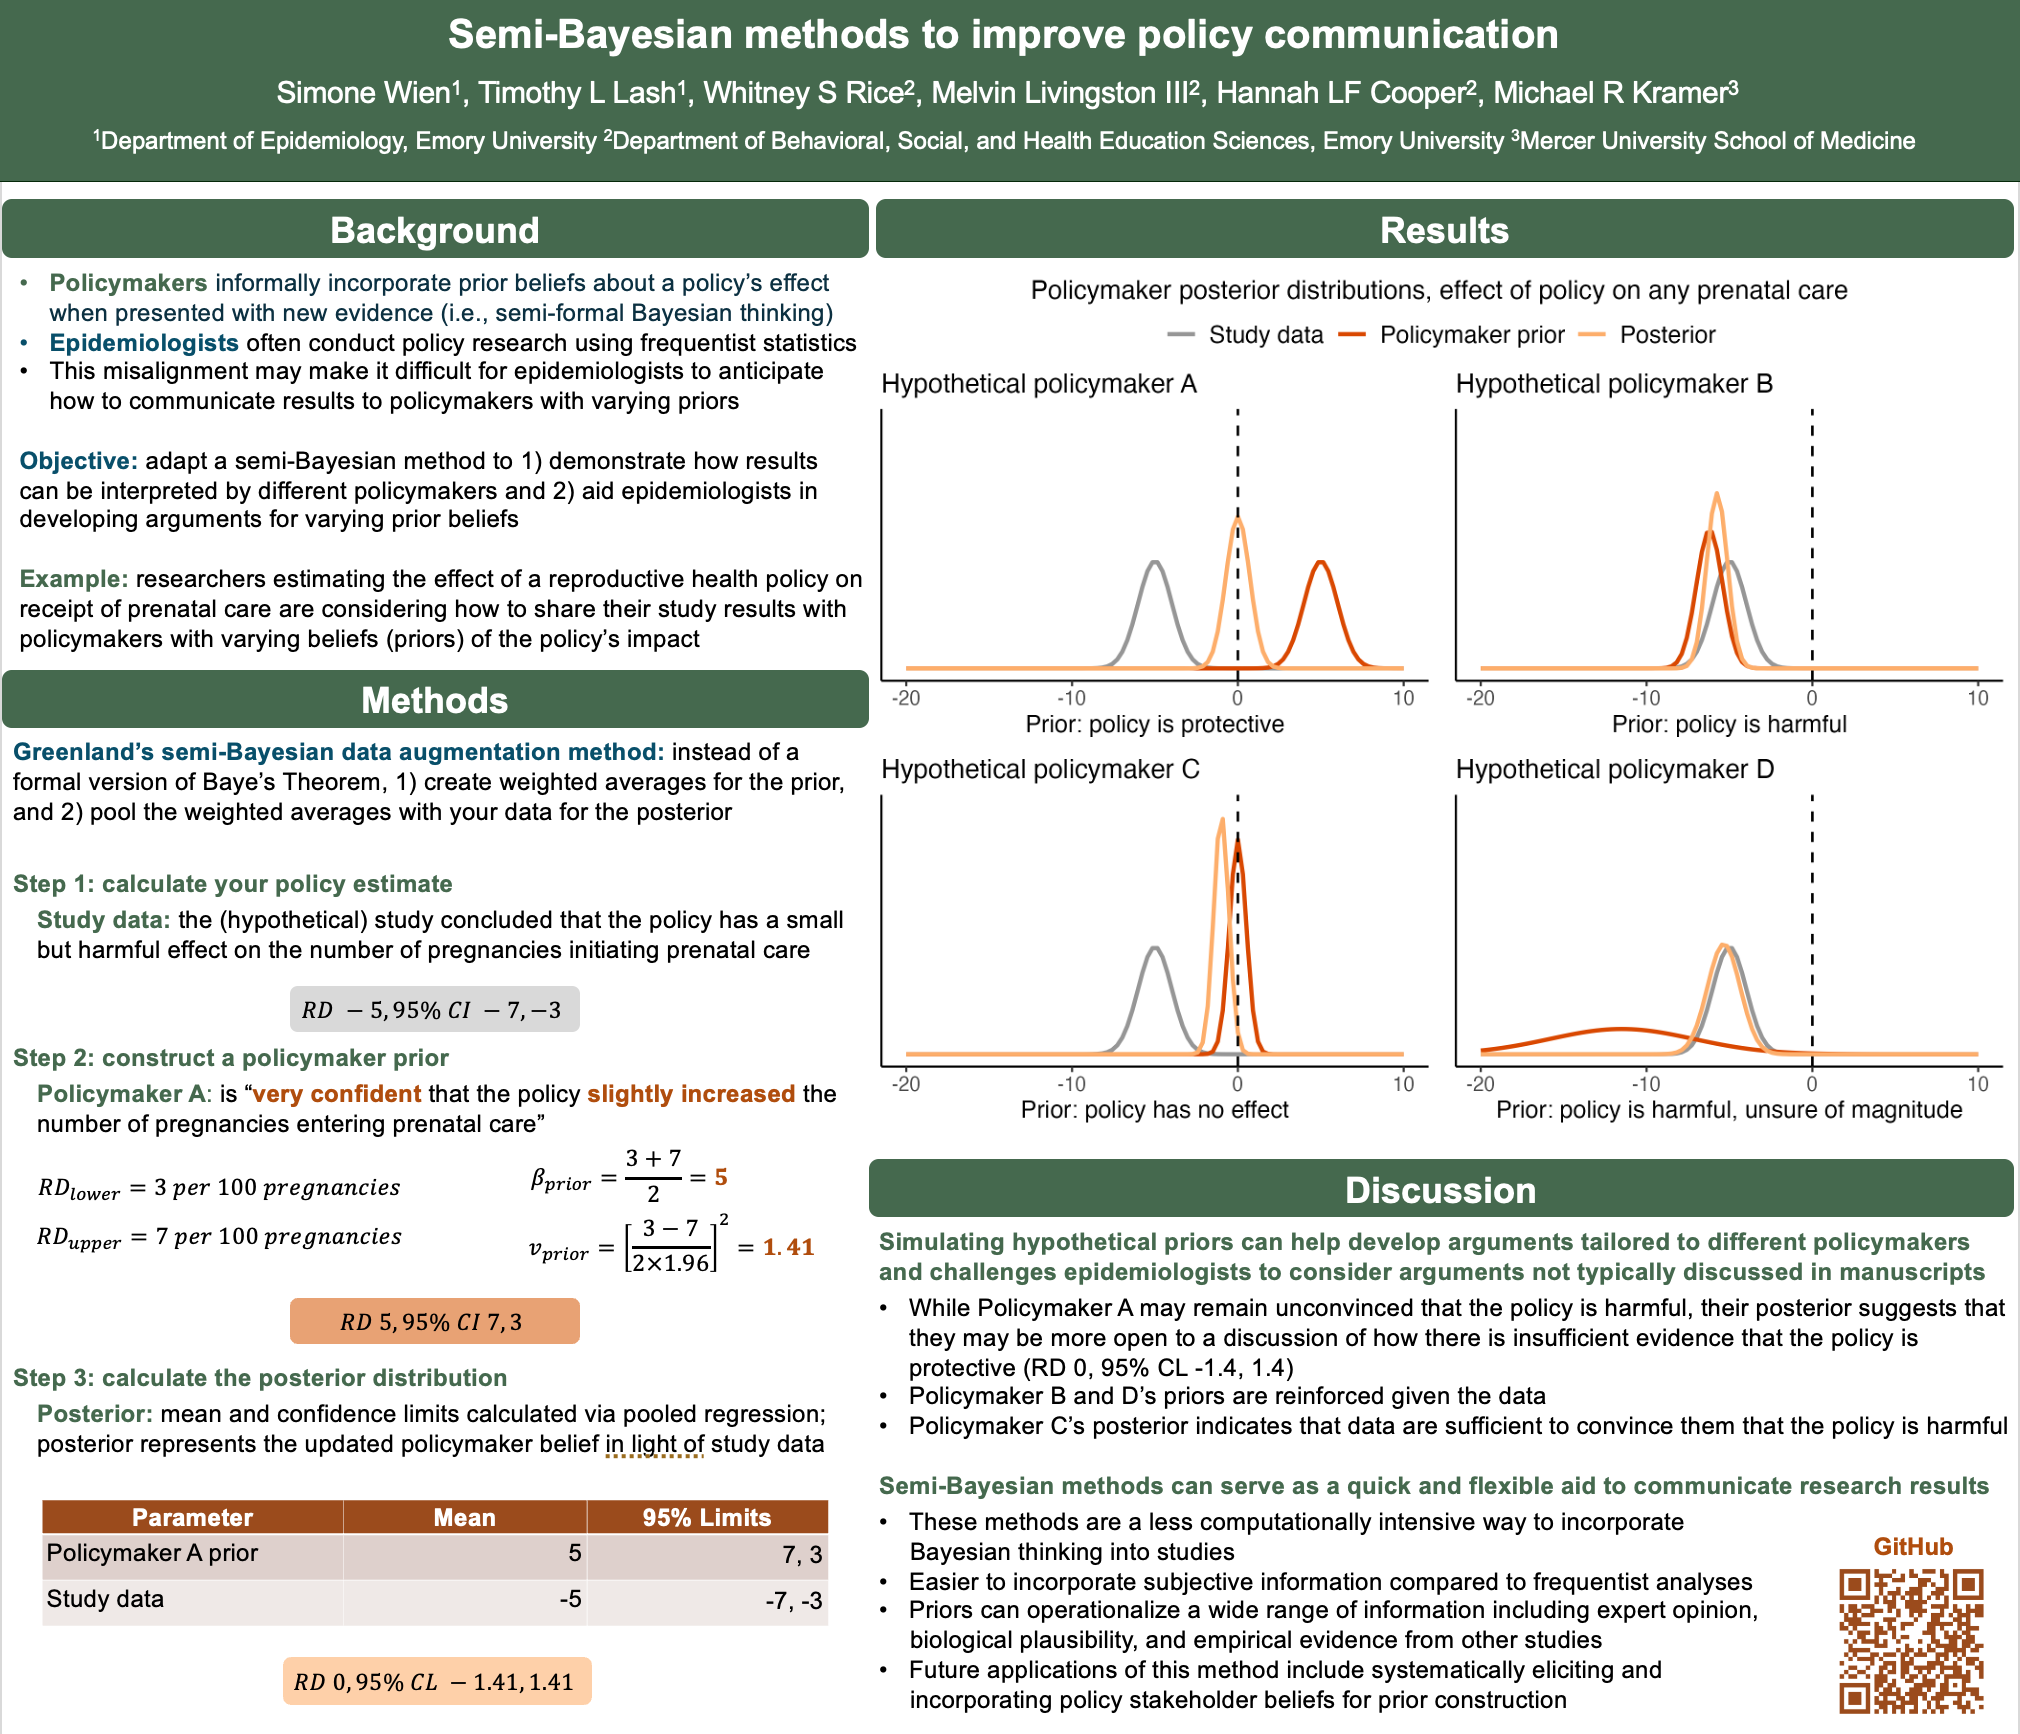 Semi-Bayesian methods to improve policy communication
Simone Wien¹, Timothy L Lash¹, Whitney S Rice², Melvin Livingston III², Hannah LF Cooper², Michael R Kramer³
¹Department of Epidemiology, Emory University ²Department of Behavioral, Social, and Health Education Sciences, Emory University ³Mercer University School of Medicine
Background
• Policymakers informally incorporate prior beliefs about a policy's effect
when presented with new evidence (i.e., semi-formal Bayesian thinking)
• Epidemiologists often conduct policy research using frequentist statistics
• This misalignment may make it difficult for epidemiologists to anticipate
how to communicate results to policymakers with varying priors
Objective: adapt a semi-Bayesian method to 1) demonstrate how results
can be interpreted by different policymakers and 2) aid epidemiologists in
developing arguments for varying prior beliefs
Example: researchers estimating the effect of a reproductive health policy on
receipt of prenatal care are considering how to share their study results with
policymakers with varying beliefs (priors) of the policy's impact
Methods
Greenland's semi-Bayesian data augmentation method: instead of a
formal version of Baye's Theorem, 1) create weighted averages for the prior,
and 2) pool the weighted averages with your data for the posterior
Step 1: calculate your policy estimate
Study data: the (hypothetical) study concluded that the policy has a small
but harmful effect on the number of pregnancies initiating prenatal care
RD − 5, 95% CI − 7, −3
Step 2: construct a policymaker prior
Policymaker A: is “very confident that the policy slightly increased the
number of pregnancies entering prenatal care”
RD_lower = 3 per 100 pregnancies
RD_upper = 7 per 100 pregnancies
β_prior = (3 + 7)/2 = 5
v_prior = [(3 − 7)/(2×1.96)]² = 1.41
RD 5, 95% CI 7, 3
Step 3: calculate the posterior distribution
Posterior: mean and confidence limits calculated via pooled regression;
posterior represents the updated policymaker belief in light of study data
Parameter Mean 95% Limits
Policymaker A prior 5 7, 3
Study data -5 -7, -3
RD 0, 95% CL − 1.41, 1.41
Results
Policymaker posterior distributions, effect of policy on any prenatal care
Study data Policymaker prior Posterior
Hypothetical policymaker A
-20 -10 0 10
Prior: policy is protective
Hypothetical policymaker B
-20 -10 0 10
Prior: policy is harmful
Hypothetical policymaker C
-20 -10 0 10
Prior: policy has no effect
Hypothetical policymaker D
-20 -10 0 10
Prior: policy is harmful, unsure of magnitude
Discussion
Simulating hypothetical priors can help develop arguments tailored to different policymakers
and challenges epidemiologists to consider arguments not typically discussed in manuscripts
• While Policymaker A may remain unconvinced that the policy is harmful, their posterior suggests that
they may be more open to a discussion of how there is insufficient evidence that the policy is
protective (RD 0, 95% CL -1.4, 1.4)
• Policymaker B and D's priors are reinforced given the data
• Policymaker C's posterior indicates that data are sufficient to convince them that the policy is harmful
Semi-Bayesian methods can serve as a quick and flexible aid to communicate research results
• These methods are a less computationally intensive way to incorporate
Bayesian thinking into studies
• Easier to incorporate subjective information compared to frequentist analyses
• Priors can operationalize a wide range of information including expert opinion,
biological plausibility, and empirical evidence from other studies
• Future applications of this method include systematically eliciting and
incorporating policy stakeholder beliefs for prior construction
GitHub